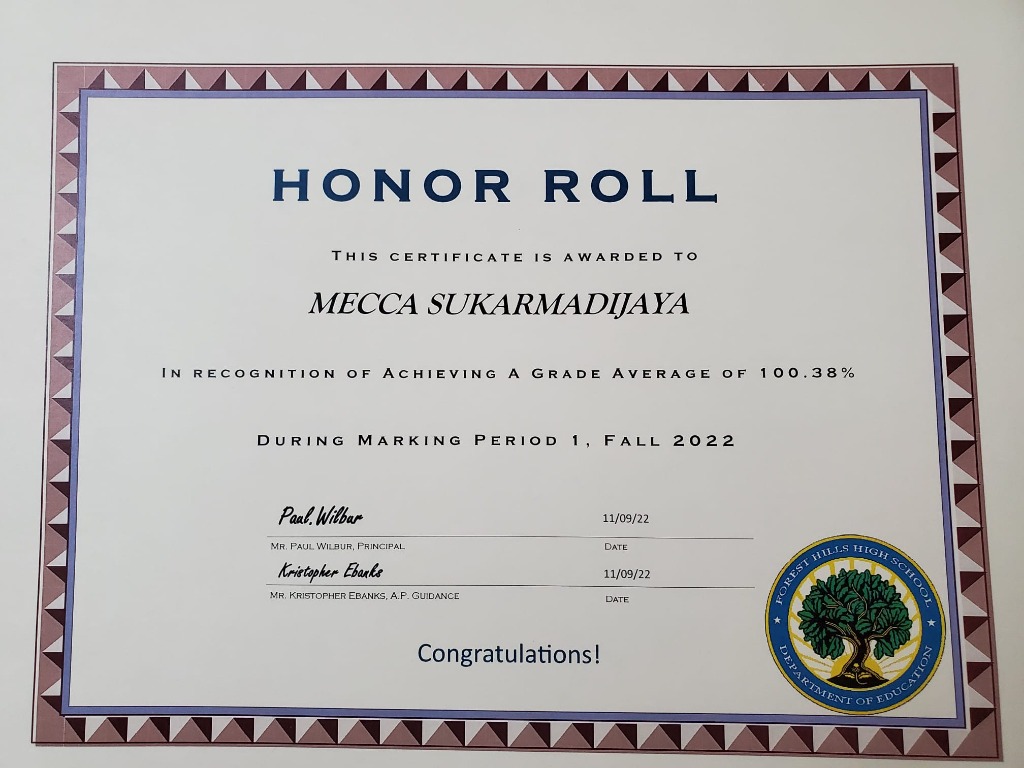 HONOR ROLL
THIS CERTIFICATE IS AWARDED TO
MECCA SUKARMADIJAYA
IN RECOGNITION OF ACHIEVING A GRADE AVERAGE OF 100.38%
DURING MARKING PERIOD 1, FALL 2022
Paul.Wilbur 11/09/22
MR. PAUL WILBUR, PRINCIPAL DATE
Kristopher Ebanks 11/09/22
MR. KRISTOPHER EBANKS, A.P. GUIDANCE DATE
Congratulations!
FOREST HILLS HIGH SCHOOL
DEPARTMENT OF EDUCATION